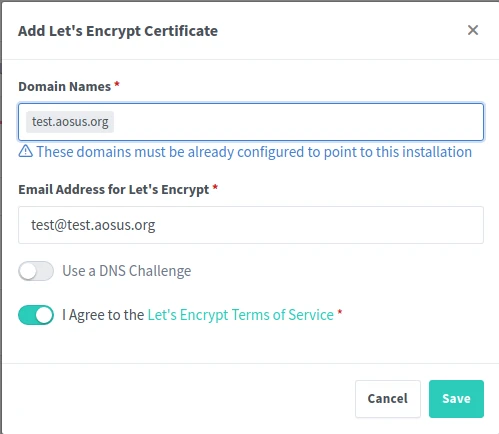 Add Let's Encrypt Certificate
Domain Names *
test.aosus.org
These domains must be already configured to point to this installation
Email Address for Let's Encrypt *
test@test.aosus.org
Use a DNS Challenge
I Agree to the Let's Encrypt Terms of Service *
Cancel Save